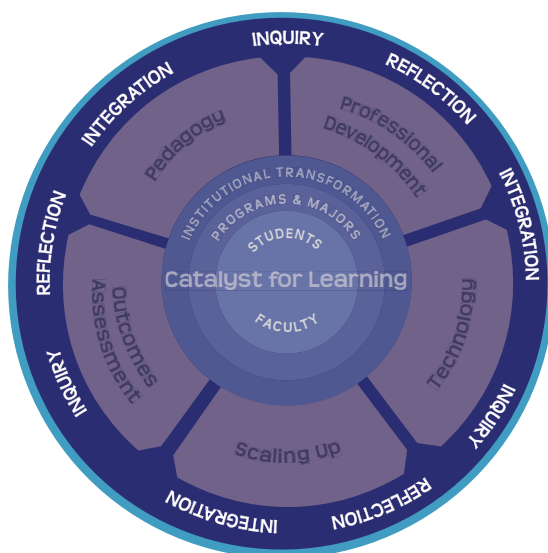 INQUIRY
REFLECTION
INTEGRATION
INQUIRY
REFLECTION
INTEGRATION
INQUIRY
REFLECTION
INTEGRATION
Pedagogy
Professional
Development
Technology
Scaling Up
Outcomes
Assessment
INSTITUTIONAL TRANSFORMATION
PROGRAMS & MAJORS
STUDENTS
Catalyst for Learning
FACULTY